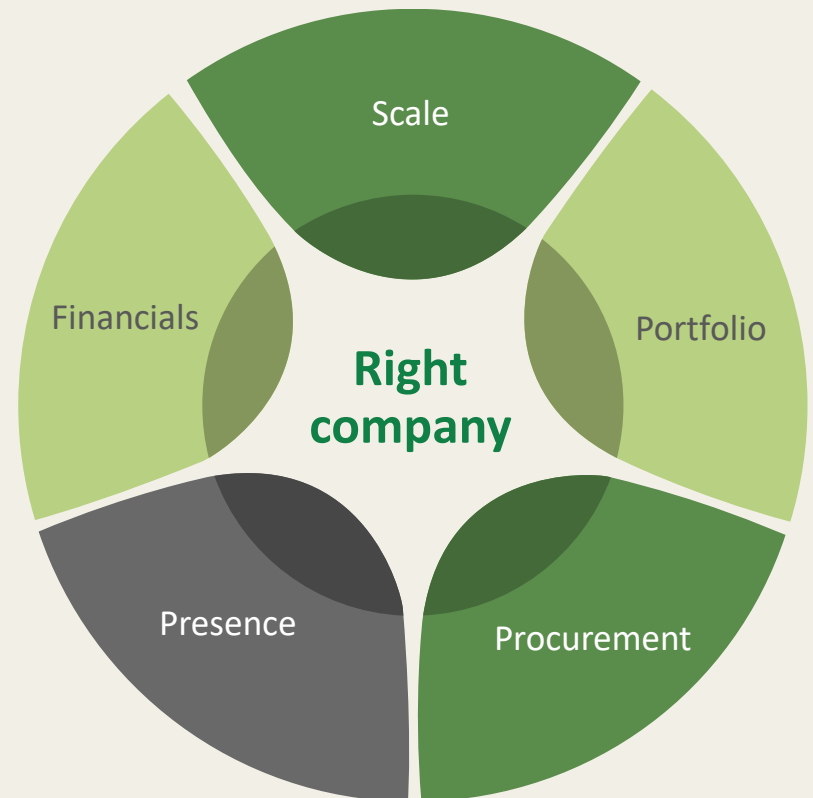 Scale
Financials
Portfolio
Right
company
Presence
Procurement